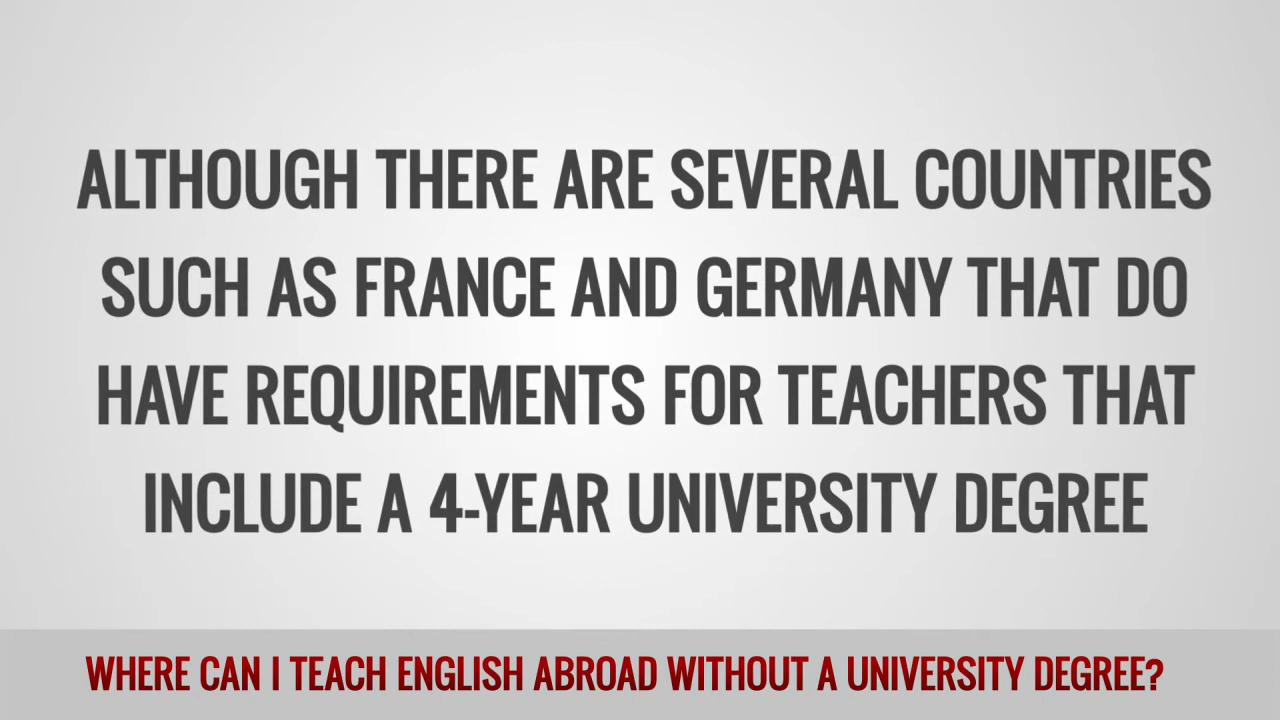 ALTHOUGH THERE ARE SEVERAL COUNTRIES
SUCH AS FRANCE AND GERMANY THAT DO
HAVE REQUIREMENTS FOR TEACHERS THAT
INCLUDE A 4-YEAR UNIVERSITY DEGREE
WHERE CAN I TEACH ENGLISH ABROAD WITHOUT A UNIVERSITY DEGREE?